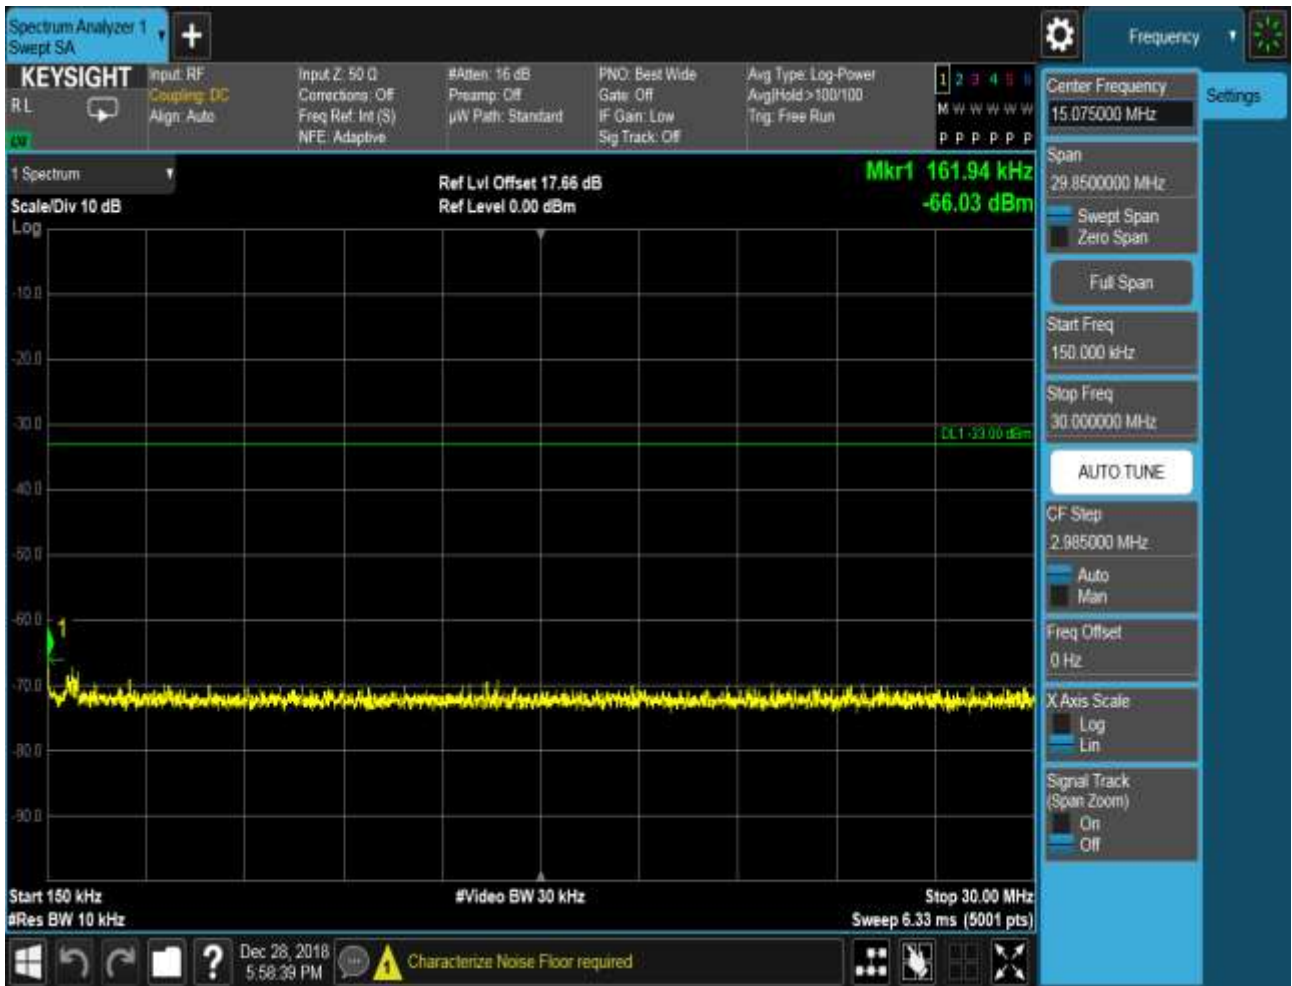 Spectrum Analyzer 1
Swept SA
Frequency
KEYSIGHT
R L
Input: RF
Coupling: DC
Align: Auto
Input Z: 50 Ω
Corrections: Off
Freq Ref: Int (S)
NFE: Adaptive
#Atten: 16 dB
Preamp: Off
µW Path: Standard
PNO: Best Wide
Gate: Off
IF Gain: Low
Sig Track: Off
Avg Type: Log-Power
Avg|Hold >100/100
Trig: Free Run
1 2 3 4 5 6
M W W W W W
P P P P P P
1 Spectrum
Scale/Div 10 dB
Ref Lvl Offset 17.66 dB
Ref Level 0.00 dBm
Mkr1 161.94 kHz
-66.03 dBm
Log
-10.0
-20.0
-30.0
DL1 -33.00 dBm
-40.0
-50.0
-60.0
1
-70.0
-80.0
-90.0
Start 150 kHz
#Video BW 30 kHz
Stop 30.00 MHz
#Res BW 10 kHz
Sweep 6.33 ms (5001 pts)
Center Frequency
15.075000 MHz
Settings
Span
29.8500000 MHz
Swept Span
Zero Span
Full Span
Start Freq
150.000 kHz
Stop Freq
30.000000 MHz
AUTO TUNE
CF Step
2.985000 MHz
Auto
Man
Freq Offset
0 Hz
X Axis Scale
Log
Lin
Signal Track
(Span Zoom)
On
Off
?
Dec 28, 2018
5:58:39 PM
1
Characterize Noise Floor required